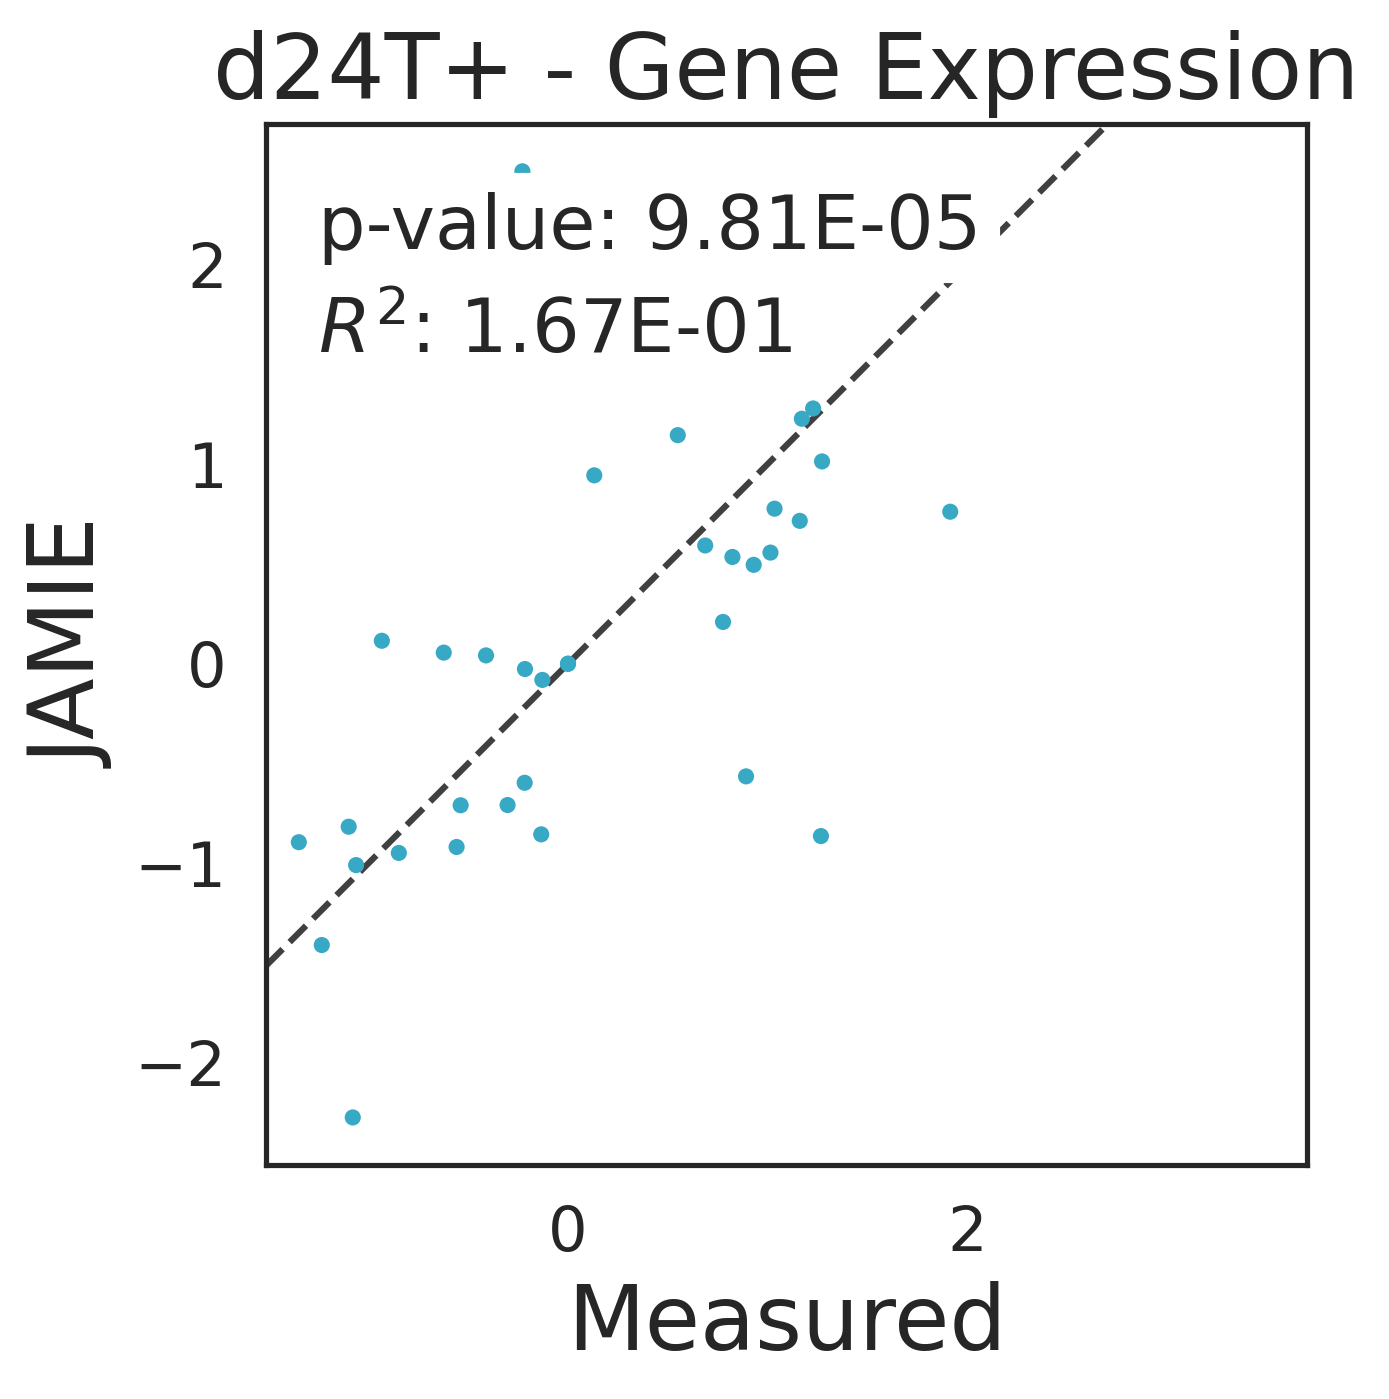 d24T+ - Gene Expression
p-value: 9.81E-05
R²: 1.67E-01
JAMIE
2
1
0
−1
−2
0 2
Measured